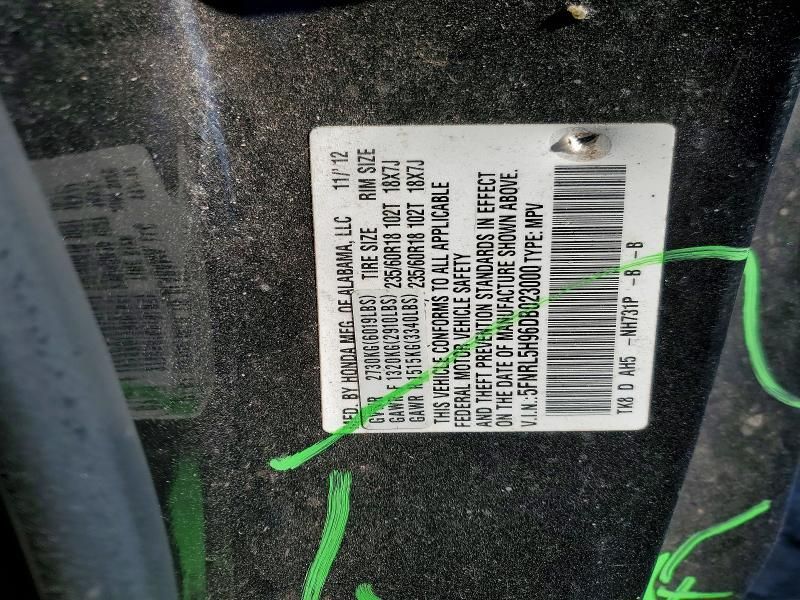 MFD. BY HONDA MFG. OF ALABAMA, LLC 11/'12
GVWR 2730KG(6019LBS) TIRE SIZE RIM SIZE
GAWR F 1320KG(2910LBS) 235/60R18 102T 18X7J
GAWR R 1515KG(3340LBS) 235/60R18 102T 18X7J
THIS VEHICLE CONFORMS TO ALL APPLICABLE
FEDERAL MOTOR VEHICLE SAFETY
AND THEFT PREVENTION STANDARDS IN EFFECT
ON THE DATE OF MANUFACTURE SHOWN ABOVE.
V.I.N.:5FNRL5H96DB023000 TYPE: MPV
TK8 D AH5 -NH731P -B -B